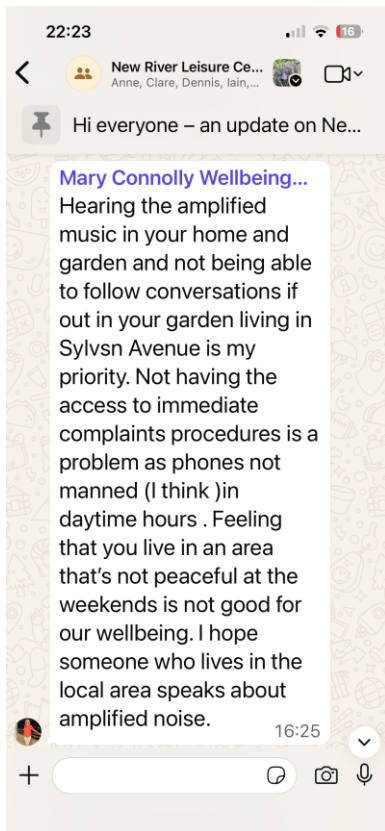 22:23
16
New River Leisure Ce...
Anne, Clare, Dennis, Iain,...
Hi everyone – an update on Ne...
Mary Connolly Wellbeing...
Hearing the amplified
music in your home and
garden and not being able
to follow conversations if
out in your garden living in
Sylvsn Avenue is my
priority. Not having the
access to immediate
complaints procedures is a
problem as phones not
manned (I think )in
daytime hours . Feeling
that you live in an area
that’s not peaceful at the
weekends is not good for
our wellbeing. I hope
someone who lives in the
local area speaks about
amplified noise.
16:25